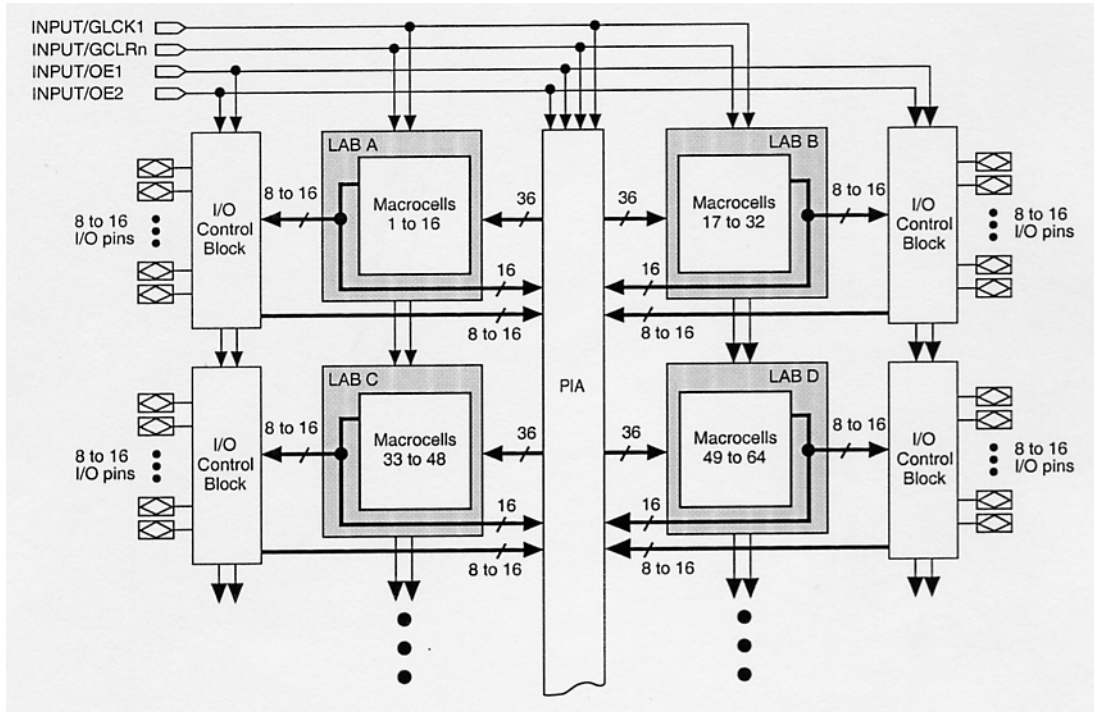 INPUT/GLCK1
INPUT/GCLRn
INPUT/OE1
INPUT/OE2
LAB A
LAB B
I/O
Control
Block
8 to 16
I/O pins
8 to 16
Macrocells
1 to 16
36
36
Macrocells
17 to 32
8 to 16
I/O
Control
Block
8 to 16
I/O pins
16
16
8 to 16
8 to 16
PIA
LAB C
LAB D
I/O
Control
Block
8 to 16
I/O pins
8 to 16
Macrocells
33 to 48
36
36
Macrocells
49 to 64
8 to 16
I/O
Control
Block
8 to 16
I/O pins
16
16
8 to 16
8 to 16